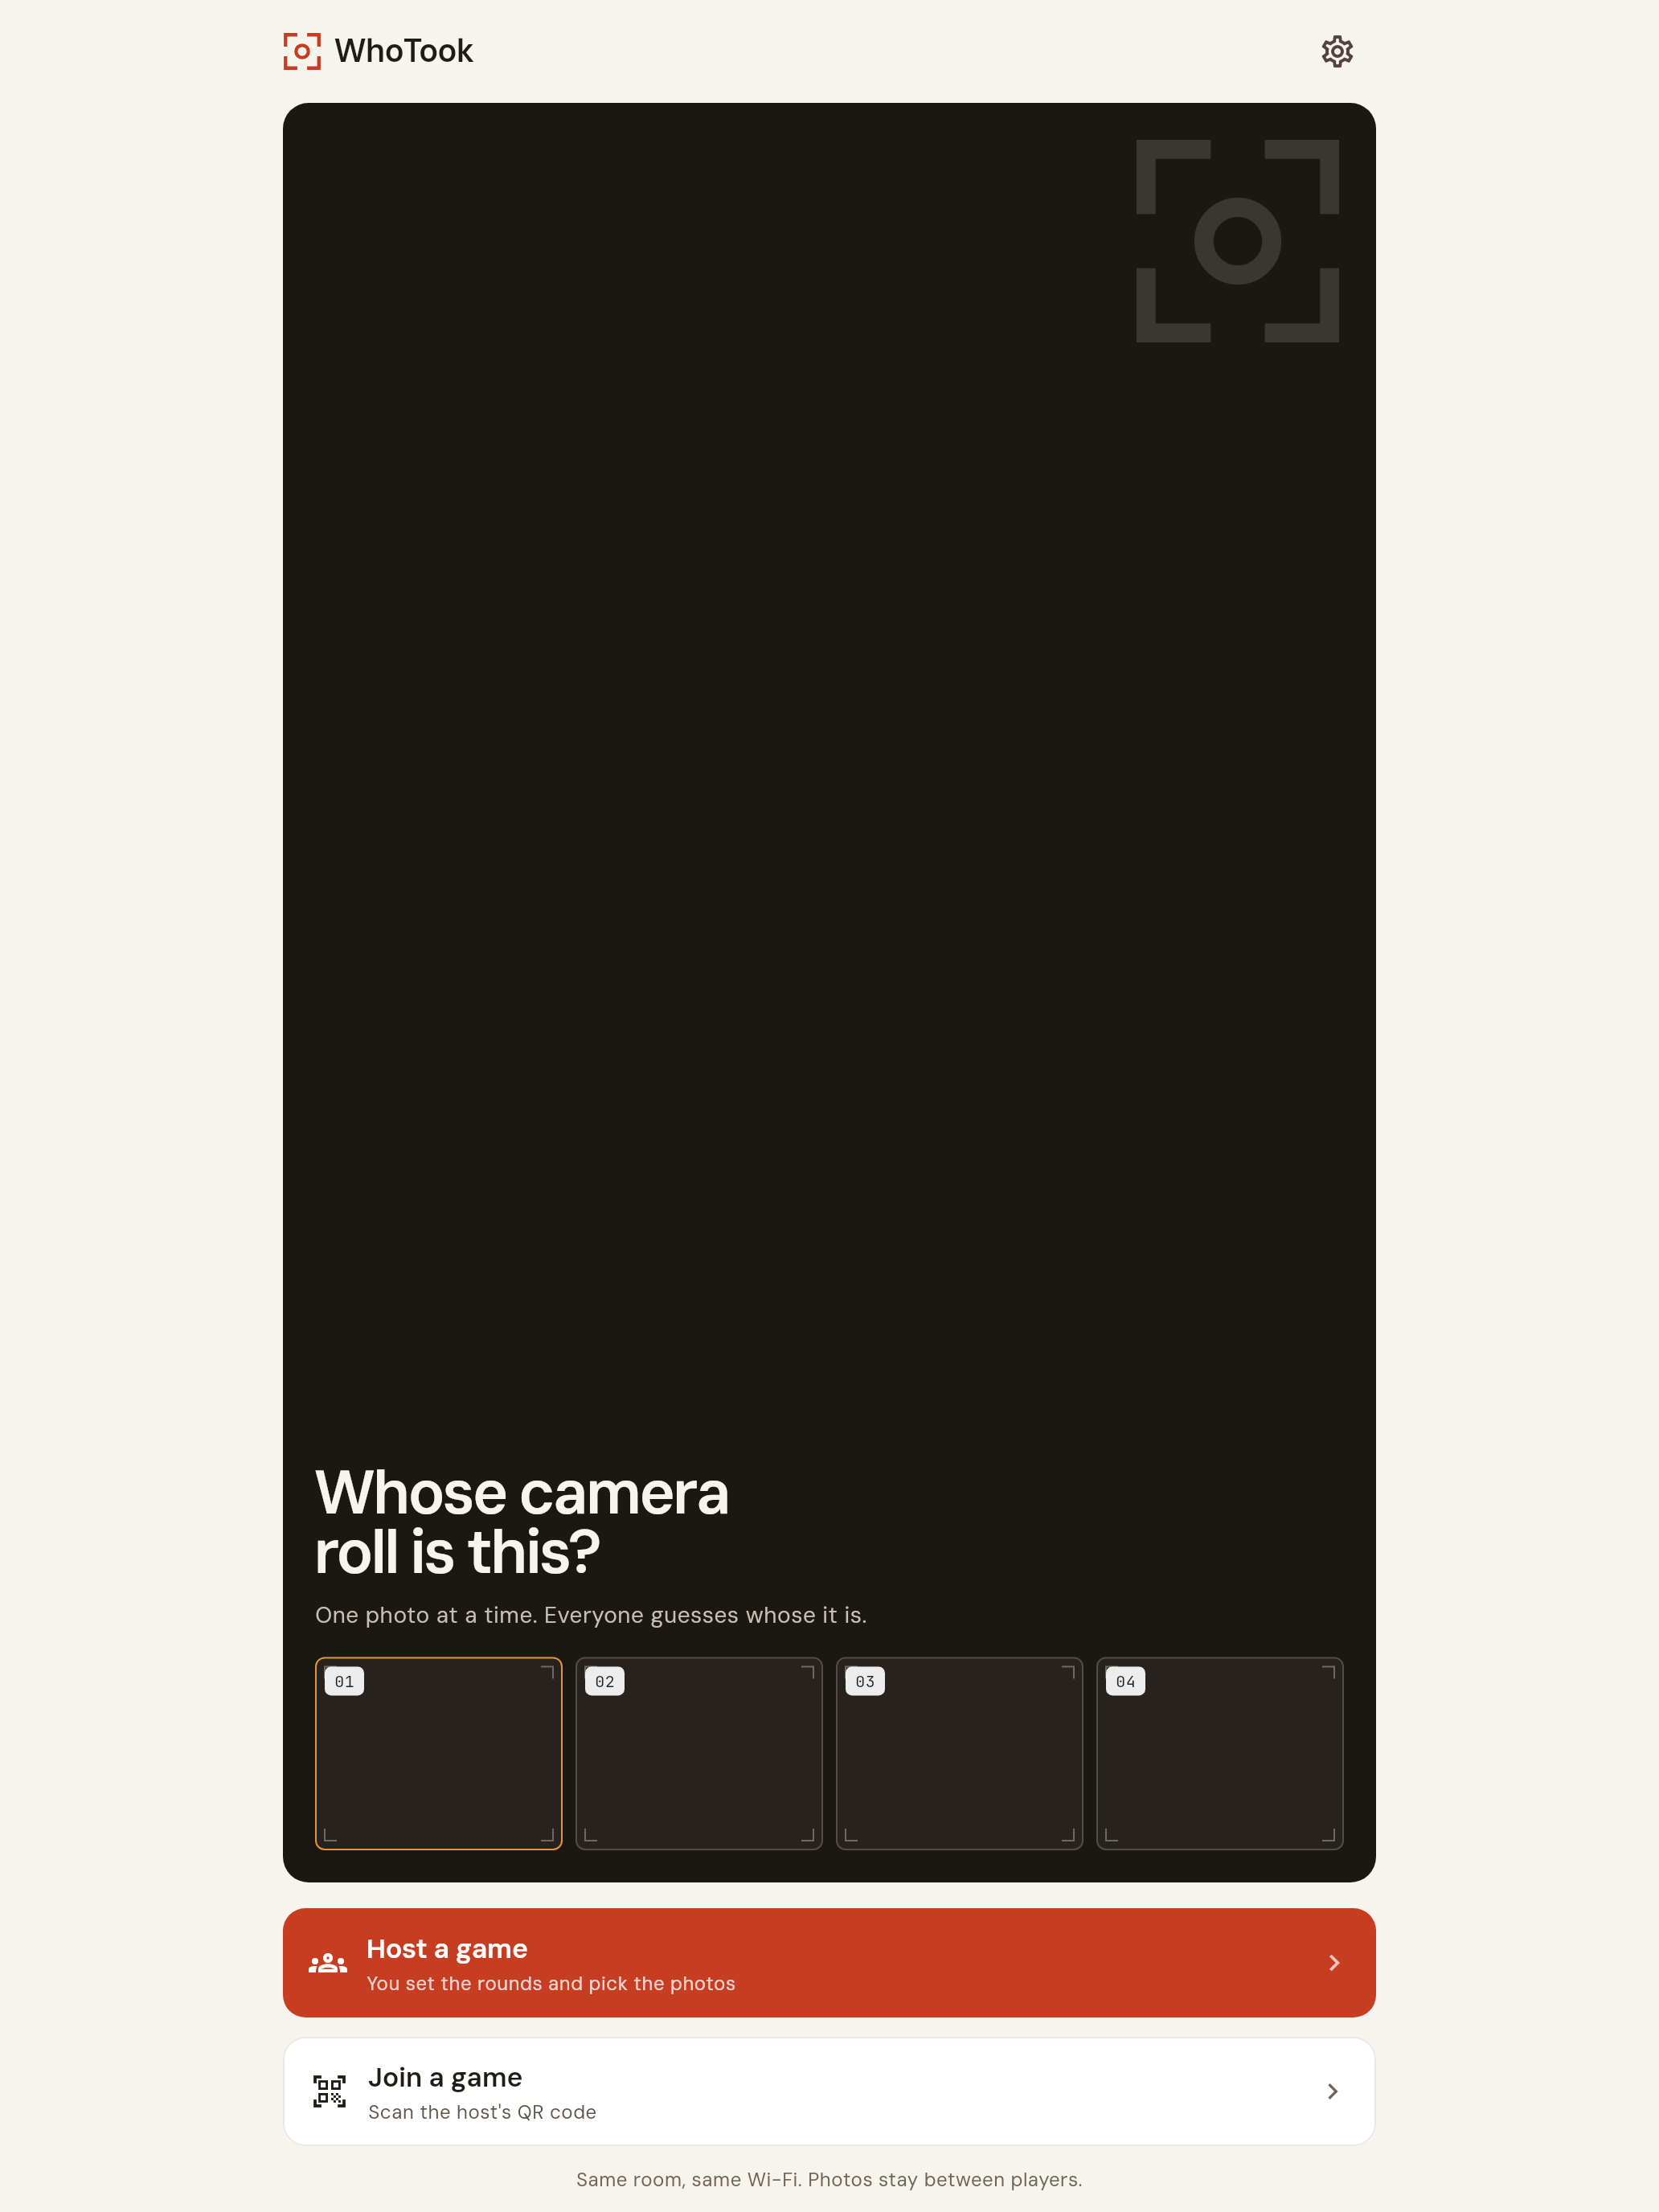 WhoTook
Whose camera
roll is this?
One photo at a time. Everyone guesses whose it is.
01
02
03
04
Host a game
You set the rounds and pick the photos
Join a game
Scan the host's QR code
Same room, same Wi-Fi. Photos stay between players.